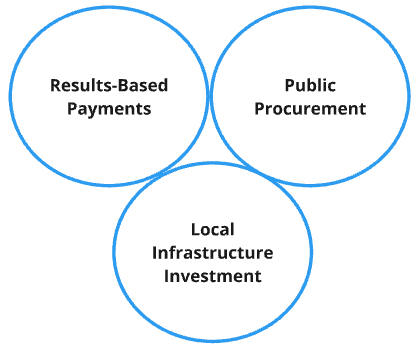 Results-Based
Payments
Public
Procurement
Local
Infrastructure
Investment